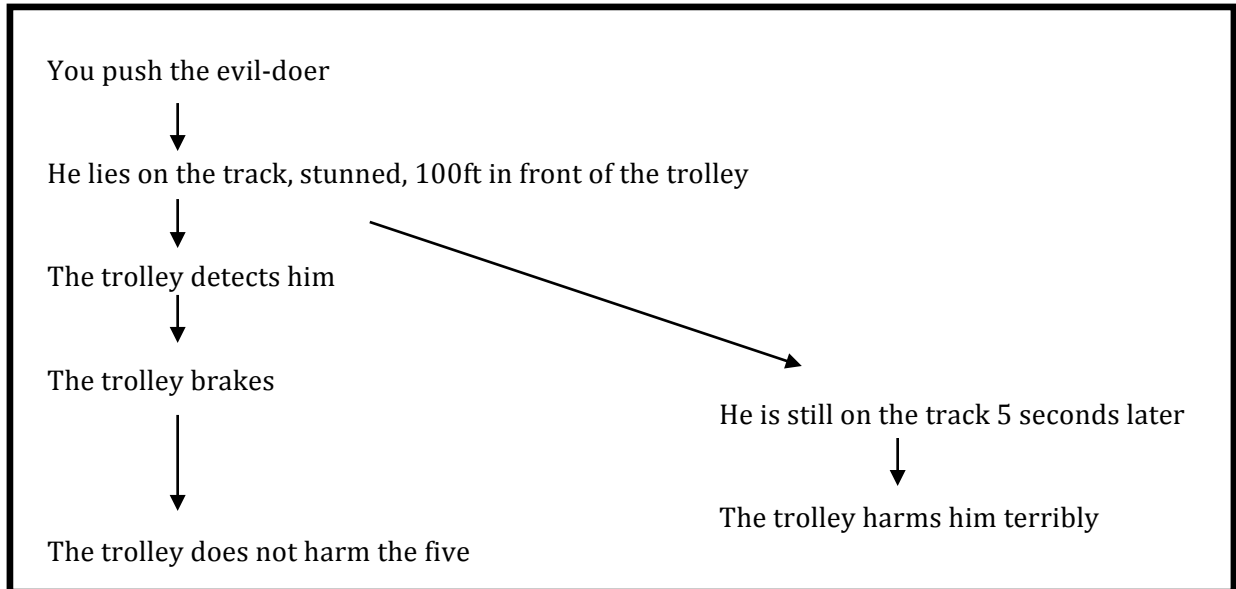 You push the evil-doer
He lies on the track, stunned, 100ft in front of the trolley
The trolley detects him
The trolley brakes
He is still on the track 5 seconds later
The trolley harms him terribly
The trolley does not harm the five